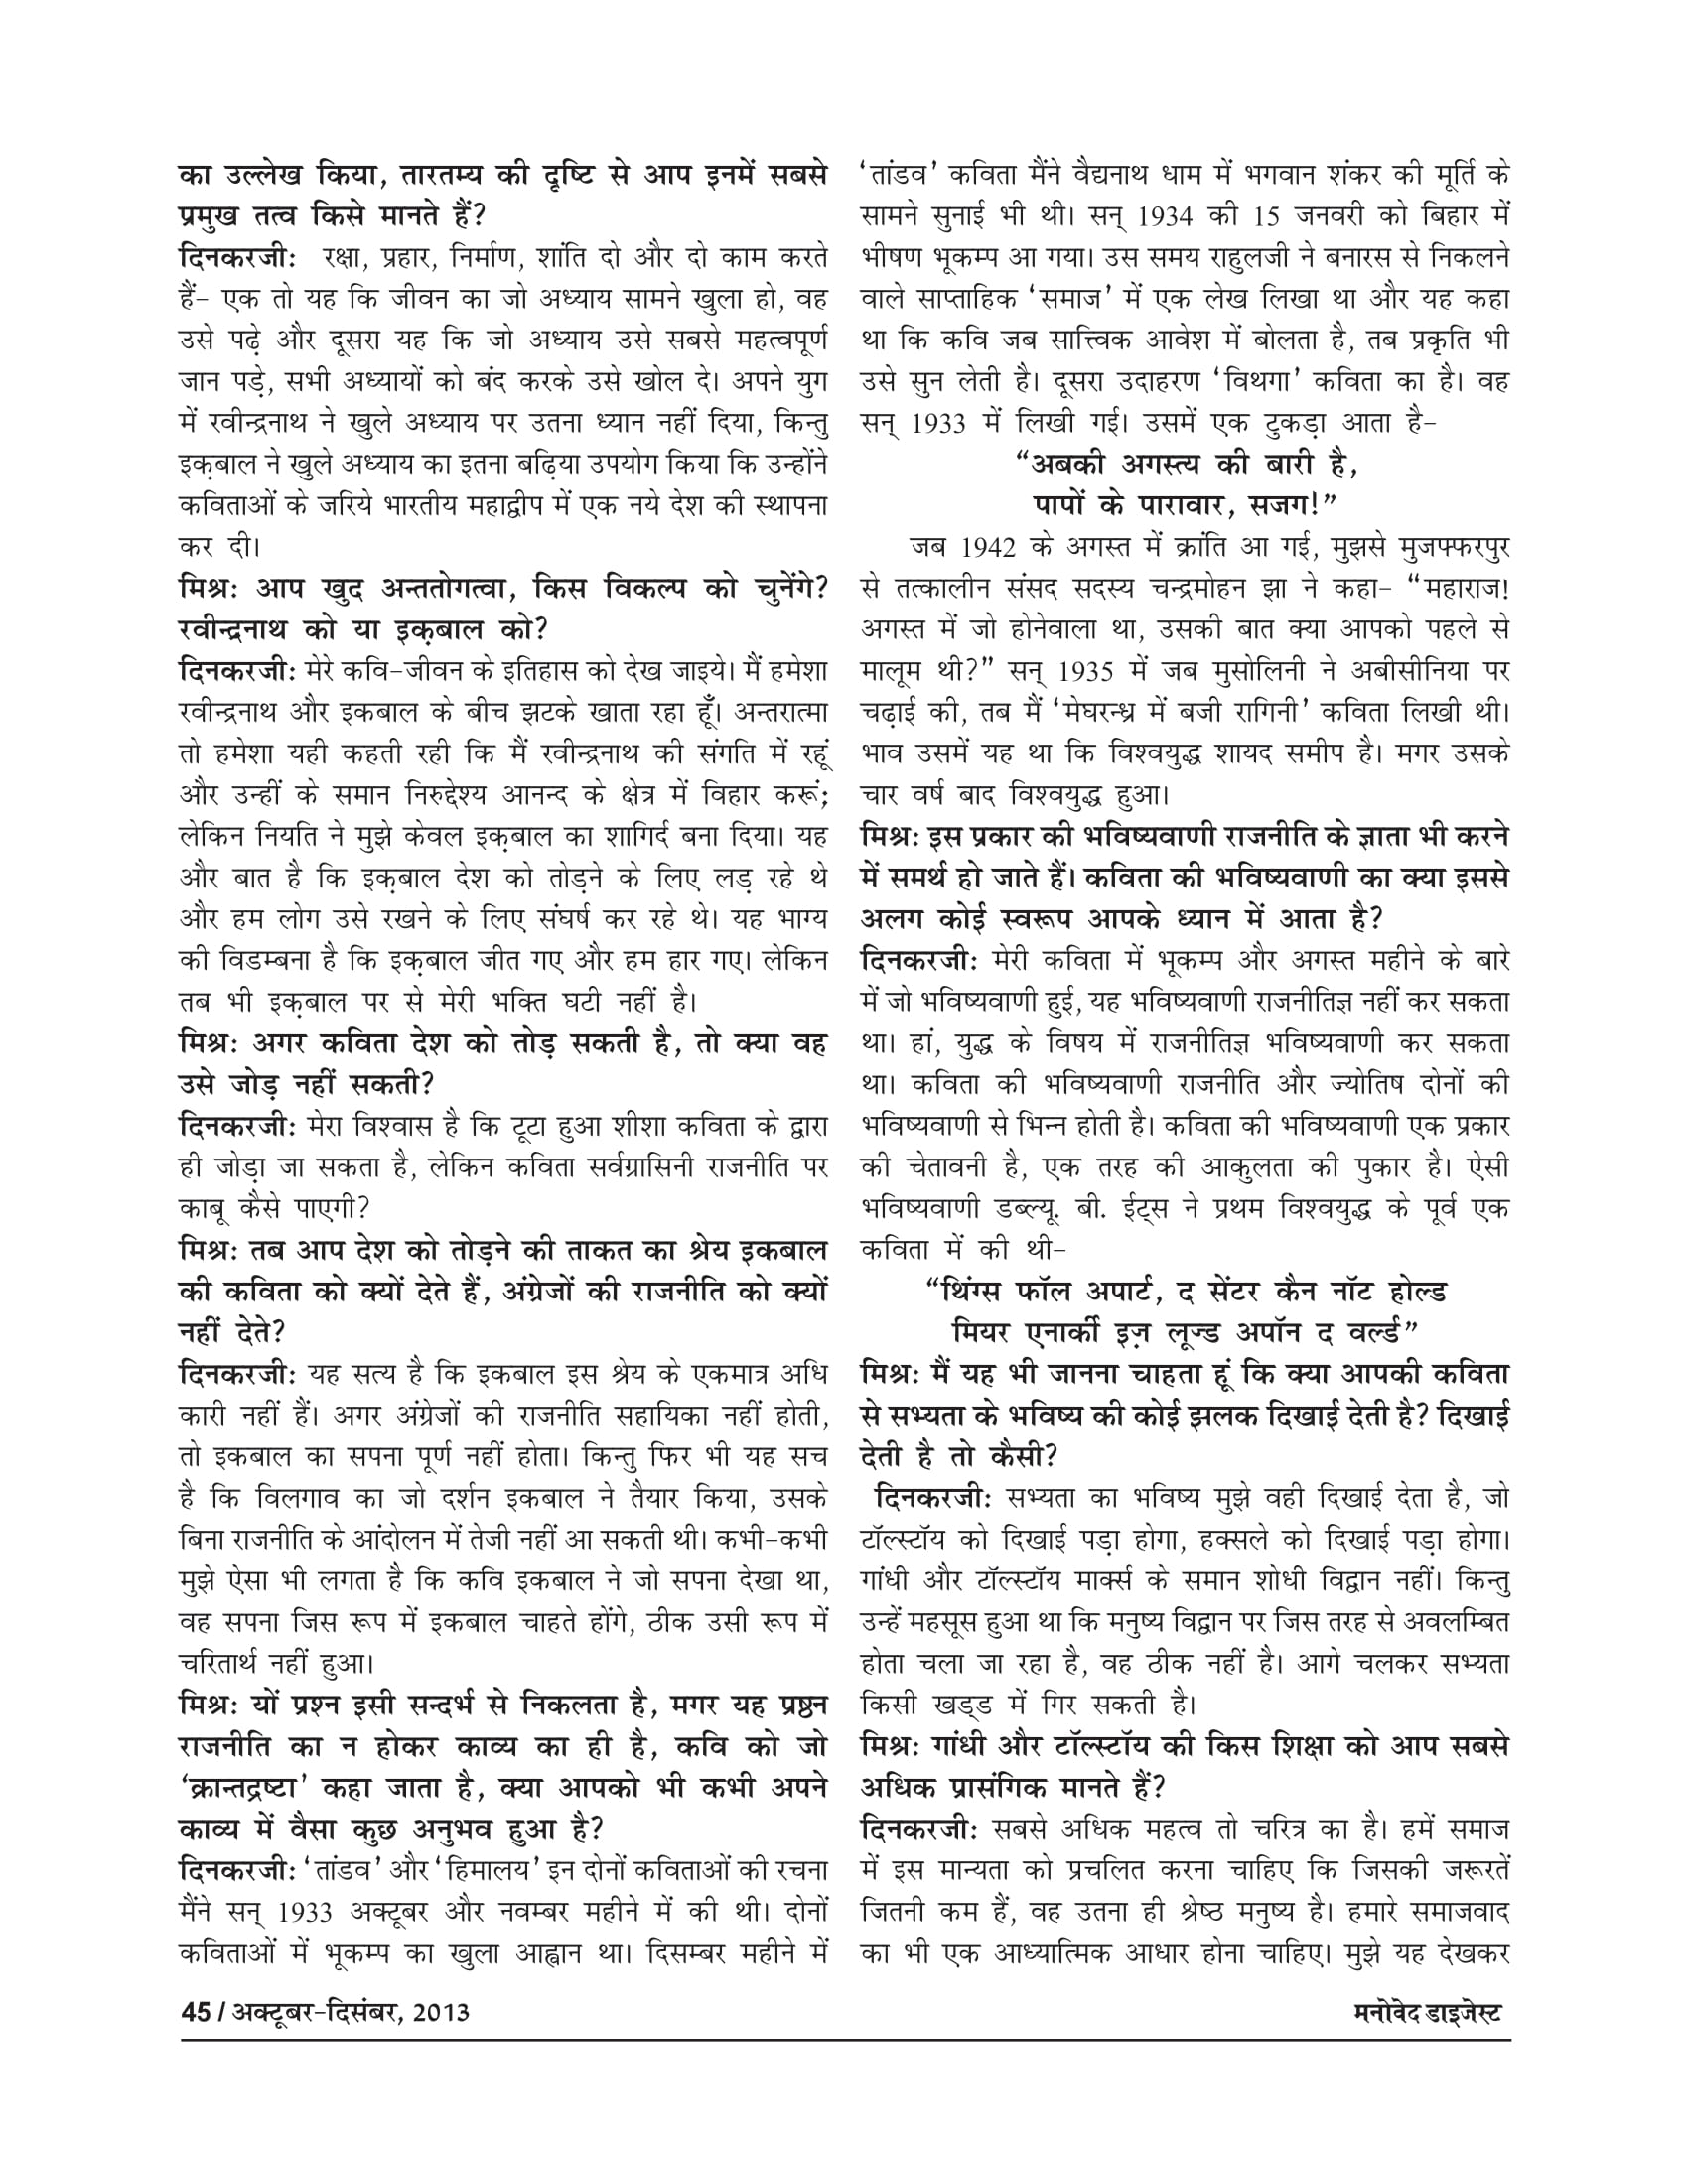 का उल्लेख किया, तारतम्य की दृष्टि से आप इनमें सबसे
प्रमुख तत्व किसे मानते हैं?
दिनकरजी: रक्षा, प्रहार, निर्माण, शांति दो और दो काम करते
हैं- एक तो यह कि जीवन का जो अध्याय सामने खुला हो, वह
उसे पढ़े और दूसरा यह कि जो अध्याय उसे सबसे महत्वपूर्ण
जान पड़े, सभी अध्यायों को बंद करके उसे खोल दे। अपने युग
में रवीन्द्रनाथ ने खुले अध्याय पर उतना ध्यान नहीं दिया, किन्तु
इक़बाल ने खुले अध्याय का इतना बढ़िया उपयोग किया कि उन्होंने
कविताओं के जरिये भारतीय महाद्वीप में एक नये देश की स्थापना
कर दी।
मिश्र: आप खुद अन्ततोगत्वा, किस विकल्प को चुनेंगे?
रवीन्द्रनाथ को या इक़बाल को?
दिनकरजी: मेरे कवि-जीवन के इतिहास को देख जाइये। मैं हमेशा
रवीन्द्रनाथ और इकबाल के बीच झटके खाता रहा हूँ। अन्तरात्मा
तो हमेशा यही कहती रही कि मैं रवीन्द्रनाथ की संगति में रहूं
और उन्हीं के समान निरुद्देश्य आनन्द के क्षेत्र में विहार करूं;
लेकिन नियति ने मुझे केवल इक़बाल का शागिर्द बना दिया। यह
और बात है कि इक़बाल देश को तोड़ने के लिए लड़ रहे थे
और हम लोग उसे रखने के लिए संघर्ष कर रहे थे। यह भाग्य
की विडम्बना है कि इक़बाल जीत गए और हम हार गए। लेकिन
तब भी इक़बाल पर से मेरी भक्ति घटी नहीं है।
मिश्र: अगर कविता देश को तोड़ सकती है, तो क्या वह
उसे जोड़ नहीं सकती?
दिनकरजी: मेरा विश्वास है कि टूटा हुआ शीशा कविता के द्वारा
ही जोड़ा जा सकता है, लेकिन कविता सर्वग्रासिनी राजनीति पर
काबू कैसे पाएगी?
मिश्र: तब आप देश को तोड़ने की ताकत का श्रेय इकबाल
की कविता को क्यों देते हैं, अंग्रेजों की राजनीति को क्यों
नहीं देते?
दिनकरजी: यह सत्य है कि इकबाल इस श्रेय के एकमात्र अधि
कारी नहीं हैं। अगर अंग्रेजों की राजनीति सहायिका नहीं होती,
तो इकबाल का सपना पूर्ण नहीं होता। किन्तु फिर भी यह सच
है कि विलगाव का जो दर्शन इकबाल ने तैयार किया, उसके
बिना राजनीति के आंदोलन में तेजी नहीं आ सकती थी। कभी-कभी
मुझे ऐसा भी लगता है कि कवि इकबाल ने जो सपना देखा था,
वह सपना जिस रूप में इकबाल चाहते होंगे, ठीक उसी रूप में
चरितार्थ नहीं हुआ।
मिश्र: यों प्रश्न इसी सन्दर्भ से निकलता है, मगर यह प्रष्ठन
राजनीति का न होकर काव्य का ही है, कवि को जो
‘क्रान्तद्रष्टा’ कहा जाता है, क्या आपको भी कभी अपने
काव्य में वैसा कुछ अनुभव हुआ है?
दिनकरजी: ‘तांडव’ और ‘हिमालय’ इन दोनों कविताओं की रचना
मैंने सन् 1933 अक्टूबर और नवम्बर महीने में की थी। दोनों
कविताओं में भूकम्प का खुला आह्वान था। दिसम्बर महीने में
‘तांडव’ कविता मैंने वैद्यनाथ धाम में भगवान शंकर की मूर्ति के
सामने सुनाई भी थी। सन् 1934 की 15 जनवरी को बिहार में
भीषण भूकम्प आ गया। उस समय राहुलजी ने बनारस से निकलने
वाले साप्ताहिक ‘समाज’ में एक लेख लिखा था और यह कहा
था कि कवि जब सात्त्विक आवेश में बोलता है, तब प्रकृति भी
उसे सुन लेती है। दूसरा उदाहरण ‘विथगा’ कविता का है। वह
सन् 1933 में लिखी गई। उसमें एक टुकड़ा आता है-
“अबकी अगस्त्य की बारी है,
पापों के पारावार, सजग!”
जब 1942 के अगस्त में क्रांति आ गई, मुझसे मुजफ्फरपुर
से तत्कालीन संसद सदस्य चन्द्रमोहन झा ने कहा- “महाराज!
अगस्त में जो होनेवाला था, उसकी बात क्या आपको पहले से
मालूम थी?” सन् 1935 में जब मुसोलिनी ने अबीसीनिया पर
चढ़ाई की, तब मैं ‘मेघरन्ध्र में बजी रागिनी’ कविता लिखी थी।
भाव उसमें यह था कि विश्वयुद्ध शायद समीप है। मगर उसके
चार वर्ष बाद विश्वयुद्ध हुआ।
मिश्र: इस प्रकार की भविष्यवाणी राजनीति के ज्ञाता भी करने
में समर्थ हो जाते हैं। कविता की भविष्यवाणी का क्या इससे
अलग कोई स्वरूप आपके ध्यान में आता है?
दिनकरजी: मेरी कविता में भूकम्प और अगस्त महीने के बारे
में जो भविष्यवाणी हुई, यह भविष्यवाणी राजनीतिज्ञ नहीं कर सकता
था। हां, युद्ध के विषय में राजनीतिज्ञ भविष्यवाणी कर सकता
था। कविता की भविष्यवाणी राजनीति और ज्योतिष दोनों की
भविष्यवाणी से भिन्न होती है। कविता की भविष्यवाणी एक प्रकार
की चेतावनी है, एक तरह की आकुलता की पुकार है। ऐसी
भविष्यवाणी डब्ल्यू. बी. ईट्स ने प्रथम विश्वयुद्ध के पूर्व एक
कविता में की थी-
“थिंग्स फॉल अपार्ट, द सेंटर कैन नॉट होल्ड
मियर एनार्की इज़ लूज्ड अपॉन द वर्ल्ड”
मिश्र: मैं यह भी जानना चाहता हूं कि क्या आपकी कविता
से सभ्यता के भविष्य की कोई झलक दिखाई देती है? दिखाई
देती है तो कैसी?
दिनकरजी: सभ्यता का भविष्य मुझे वही दिखाई देता है, जो
टॉल्स्टॉय को दिखाई पड़ा होगा, हक्सले को दिखाई पड़ा होगा।
गांधी और टॉल्स्टॉय मार्क्स के समान शोधी विद्वान नहीं। किन्तु
उन्हें महसूस हुआ था कि मनुष्य विद्वान पर जिस तरह से अवलम्बित
होता चला जा रहा है, वह ठीक नहीं है। आगे चलकर सभ्यता
किसी खड्ड में गिर सकती है।
मिश्र: गांधी और टॉल्स्टॉय की किस शिक्षा को आप सबसे
अधिक प्रासंगिक मानते हैं?
दिनकरजी: सबसे अधिक महत्व तो चरित्र का है। हमें समाज
में इस मान्यता को प्रचलित करना चाहिए कि जिसकी जरूरतें
जितनी कम हैं, वह उतना ही श्रेष्ठ मनुष्य है। हमारे समाजवाद
का भी एक आध्यात्मिक आधार होना चाहिए। मुझे यह देखकर
45 / अक्टूबर-दिसंबर, 2013
मनोवेद डाइजेस्ट